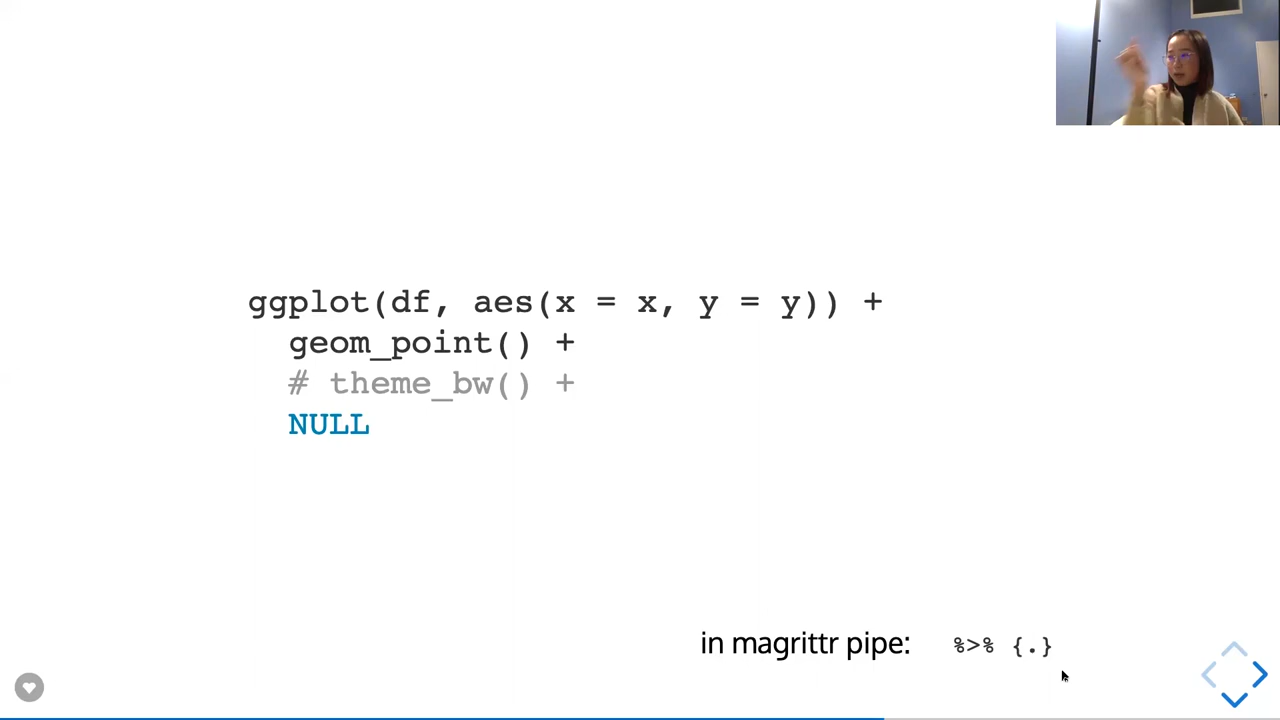 ggplot(df, aes(x = x, y = y)) +
geom_point() +
# theme_bw() +
NULL
in magrittr pipe: %>% {.}